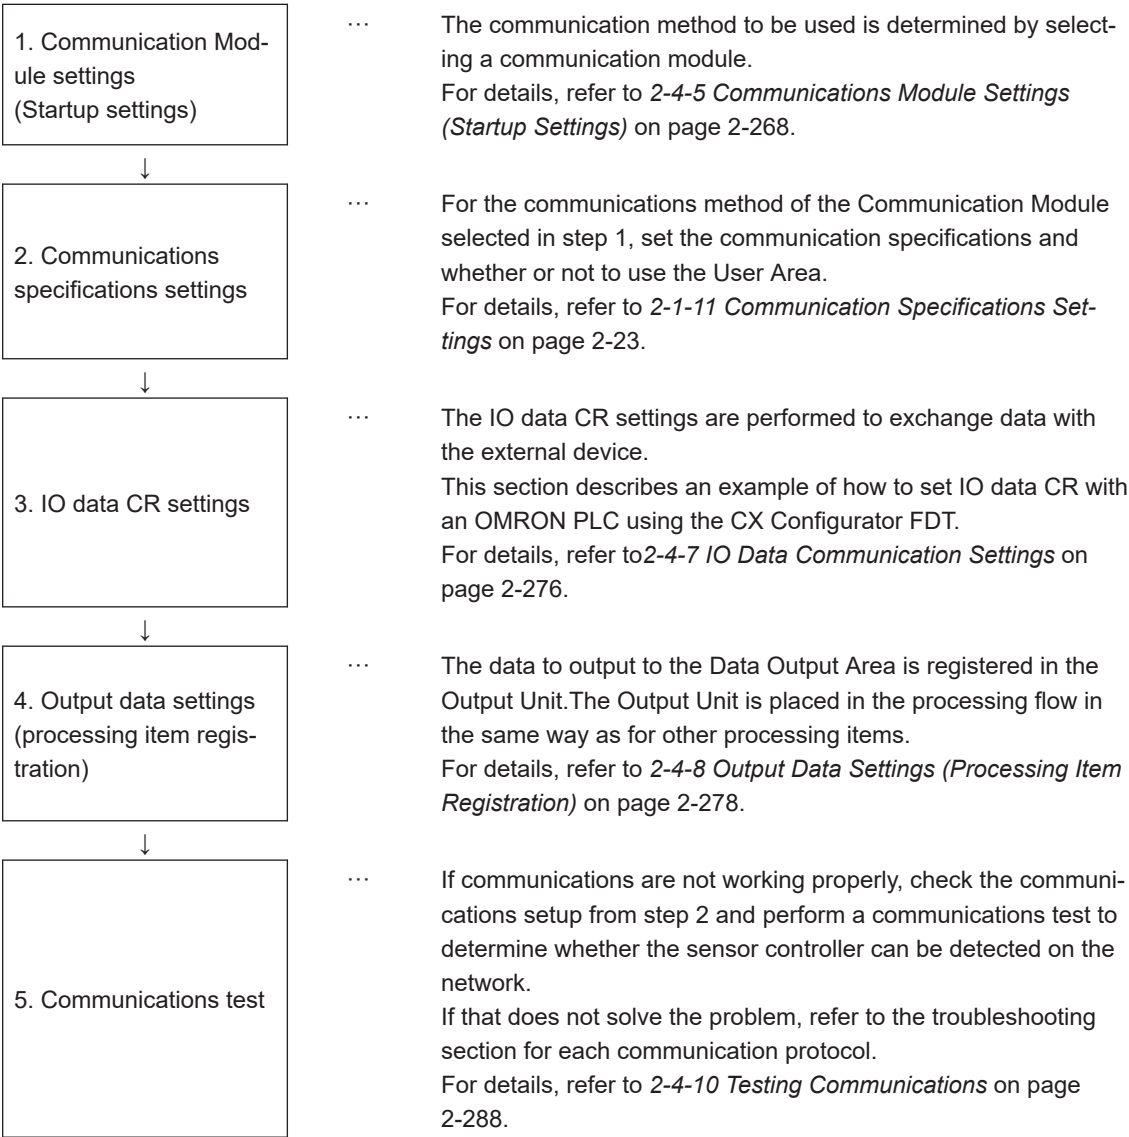 1. Communication Mod-
ule settings
(Startup settings)
…
The communication method to be used is determined by select-
ing a communication module.
For details, refer to 2-4-5 Communications Module Settings
(Startup Settings) on page 2-268.
↓
2. Communications
specifications settings
…
For the communications method of the Communication Module
selected in step 1, set the communication specifications and
whether or not to use the User Area.
For details, refer to 2-1-11 Communication Specifications Set-
tings on page 2-23.
↓
3. IO data CR settings
…
The IO data CR settings are performed to exchange data with
the external device.
This section describes an example of how to set IO data CR with
an OMRON PLC using the CX Configurator FDT.
For details, refer to2-4-7 IO Data Communication Settings on
page 2-276.
↓
4. Output data settings
(processing item regis-
tration)
…
The data to output to the Data Output Area is registered in the
Output Unit.The Output Unit is placed in the processing flow in
the same way as for other processing items.
For details, refer to 2-4-8 Output Data Settings (Processing Item
Registration) on page 2-278.
↓
5. Communications test
…
If communications are not working properly, check the communi-
cations setup from step 2 and perform a communications test to
determine whether the sensor controller can be detected on the
network.
If that does not solve the problem, refer to the troubleshooting
section for each communication protocol.
For details, refer to 2-4-10 Testing Communications on page
2-288.